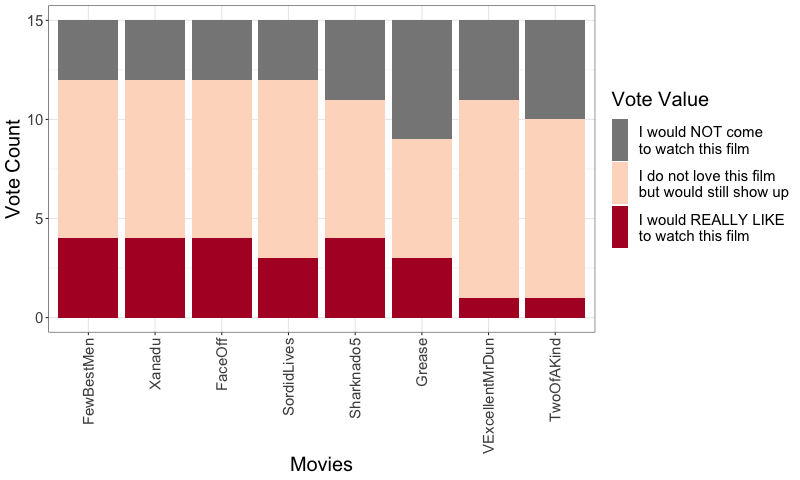 15
10
5
0
Vote Count
FewBestMen
Xanadu
FaceOff
SordidLives
Sharknado5
Grease
VExcellentMrDun
TwoOfAKind
Movies
Vote Value
I would NOT come
to watch this film
I do not love this film
but would still show up
I would REALLY LIKE
to watch this film